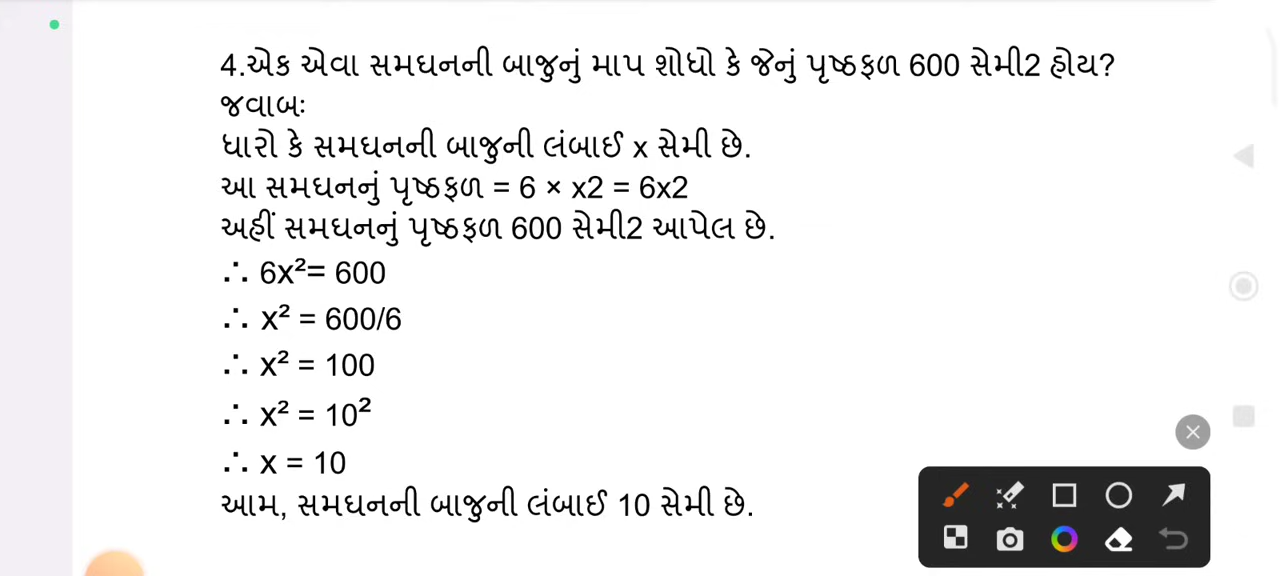 4.એક એવા સમઘનની બાજુનું માપ શોધો કે જેનું પૃષ્ઠફળ 600 સેમી2 હોય?
જવાબઃ
ધારો કે સમઘનની બાજુની લંબાઈ x સેમી છે.
આ સમઘનનું પૃષ્ઠફળ = 6 × x2 = 6x2
અહીં સમઘનનું પૃષ્ઠફળ 600 સેમી2 આપેલ છે.
∴ 6x²= 600
∴ x² = 600/6
∴ x² = 100
∴ x² = 10²
∴ x = 10
આમ, સમઘનની બાજુની લંબાઈ 10 સેમી છે.